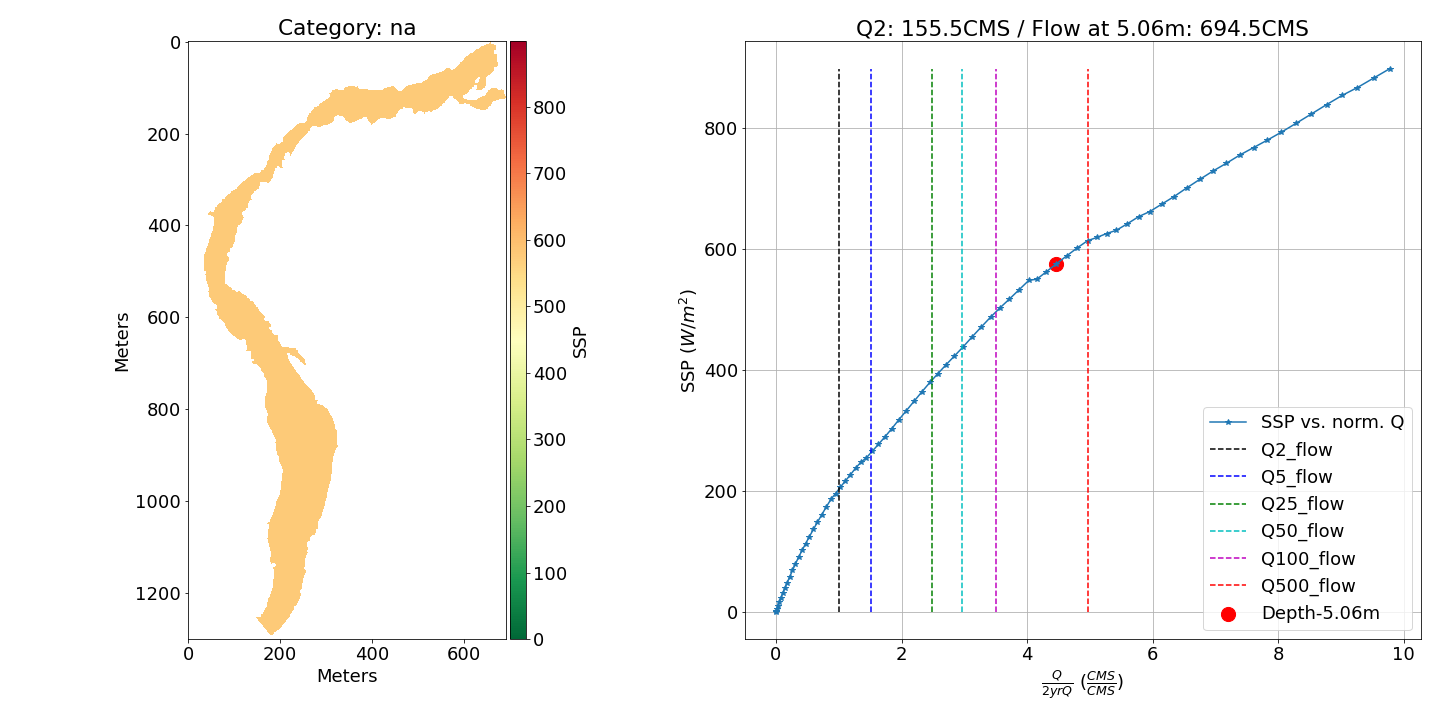 Category: na
0
200
400
600
800
1000
1200
Meters
0
200
400
600
Meters
800
700
600
500
400
300
200
100
0
SSP
Q2: 155.5CMS / Flow at 5.06m: 694.5CMS
800
600
400
200
0
SSP (W/m²)
0
2
4
6
8
10
Q/2yrQ (CMS/CMS)
SSP vs. norm. Q
Q2_flow
Q5_flow
Q25_flow
Q50_flow
Q100_flow
Q500_flow
Depth-5.06m